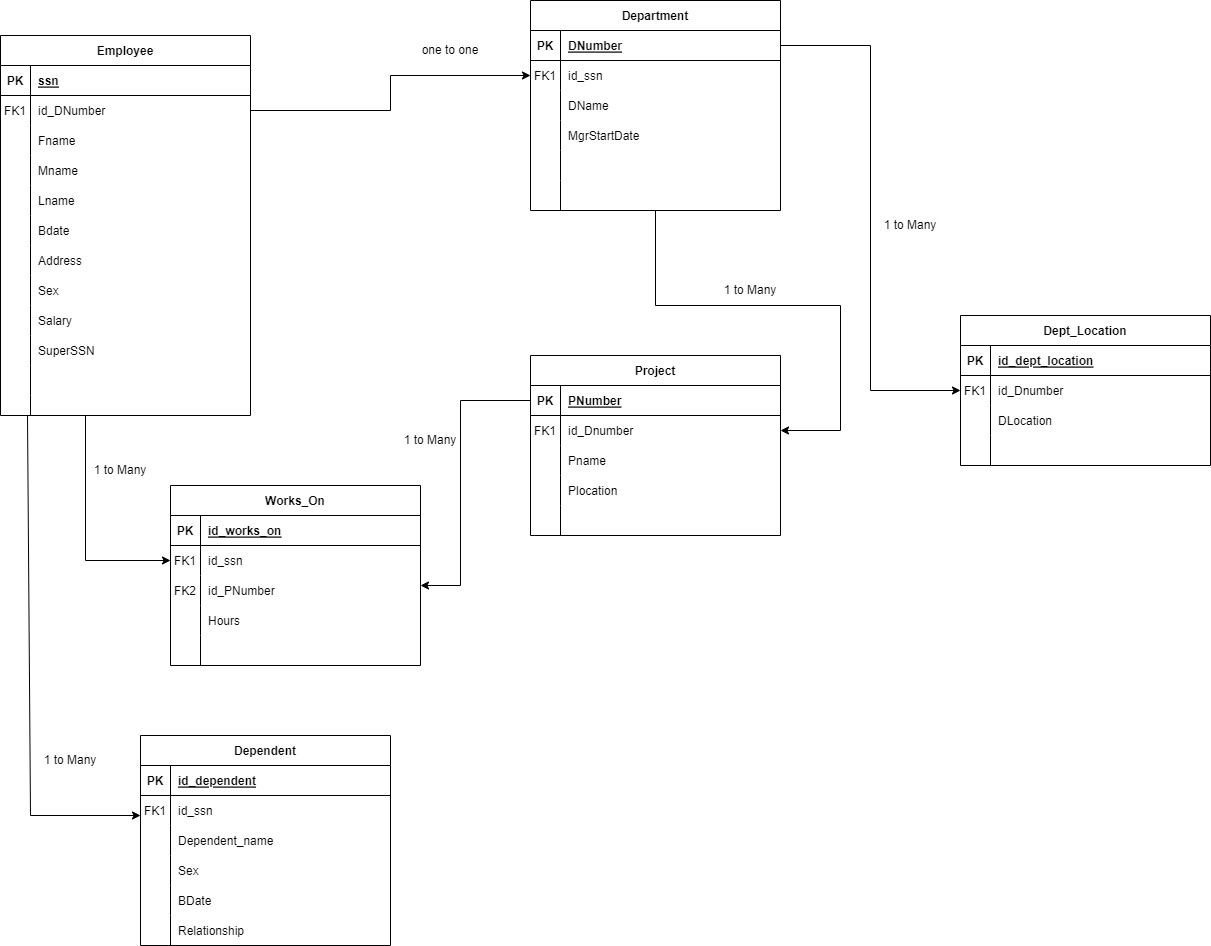 Employee
PK ssn
FK1 id_DNumber
Fname
Mname
Lname
Bdate
Address
Sex
Salary
SuperSSN
one to one
Department
PK DNumber
FK1 id_ssn
DName
MgrStartDate
1 to Many
1 to Many
Dept_Location
PK id_dept_location
FK1 id_Dnumber
DLocation
Project
PK PNumber
FK1 id_Dnumber
Pname
Plocation
1 to Many
1 to Many
Works_On
PK id_works_on
FK1 id_ssn
FK2 id_PNumber
Hours
1 to Many
Dependent
PK id_dependent
FK1 id_ssn
Dependent_name
Sex
BDate
Relationship